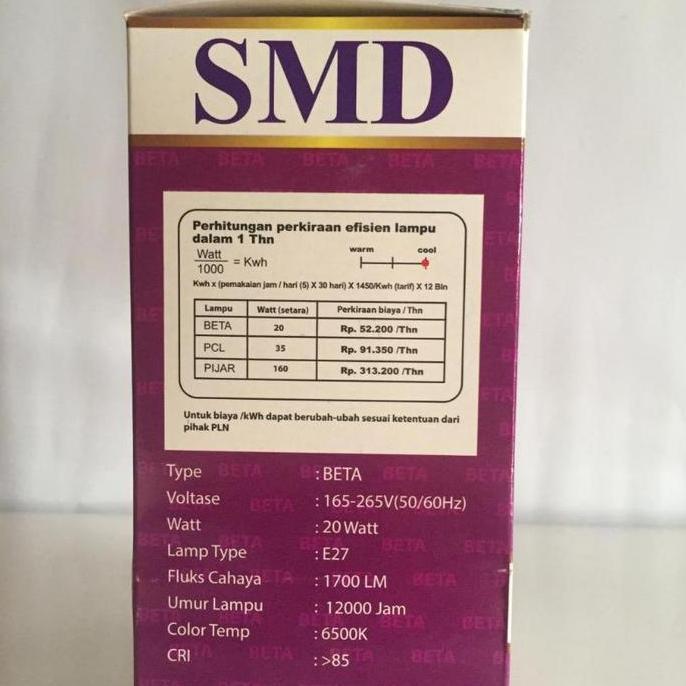 SMD
Perhitungan perkiraan efisien lampu
dalam 1 Thn
Watt
1000
= Kwh
warm cool
Kwh x (pemakaian jam / hari (5) X 30 hari) X 1450/Kwh (tarif) X 12 Bln
Lampu Watt (setara) Perkiraan biaya / Thn
BETA 20 Rp. 52.200 /Thn
PCL 35 Rp. 91.350 /Thn
PIJAR 160 Rp. 313.200 /Thn
Untuk biaya /kWh dapat berubah-ubah sesuai ketentuan dari
pihak PLN
Type : BETA
Voltase : 165-265V(50/60Hz)
Watt : 20 Watt
Lamp Type : E27
Fluks Cahaya : 1700 LM
Umur Lampu : 12000 Jam
Color Temp : 6500K
CRI : >85